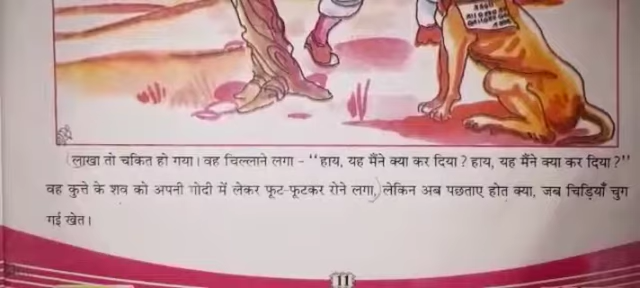 लाखा तो चकित हो गया। वह चिल्लाने लगा - "हाय, यह मैंने क्या कर दिया? हाय, यह मैंने क्या कर दिया?"
वह कुत्ते के शव को अपनी गोदी में लेकर फूट-फूटकर रोने लगा, लेकिन अब पछताए होत क्या, जब चिड़ियाँ चुग
गई खेत।
11